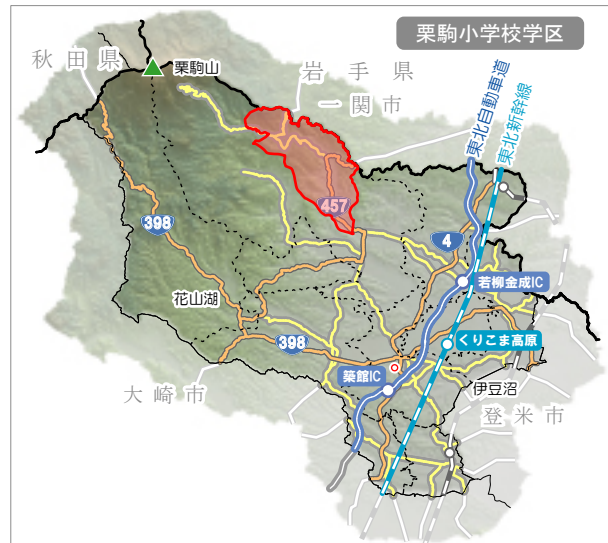 栗駒小学校学区
秋田県
栗駒山
岩手県
一関市
東北自動車道
東北新幹線
457
398
4
若柳金成IC
花山湖
398
くりこま高原
築館IC
伊豆沼
大崎市
登米市